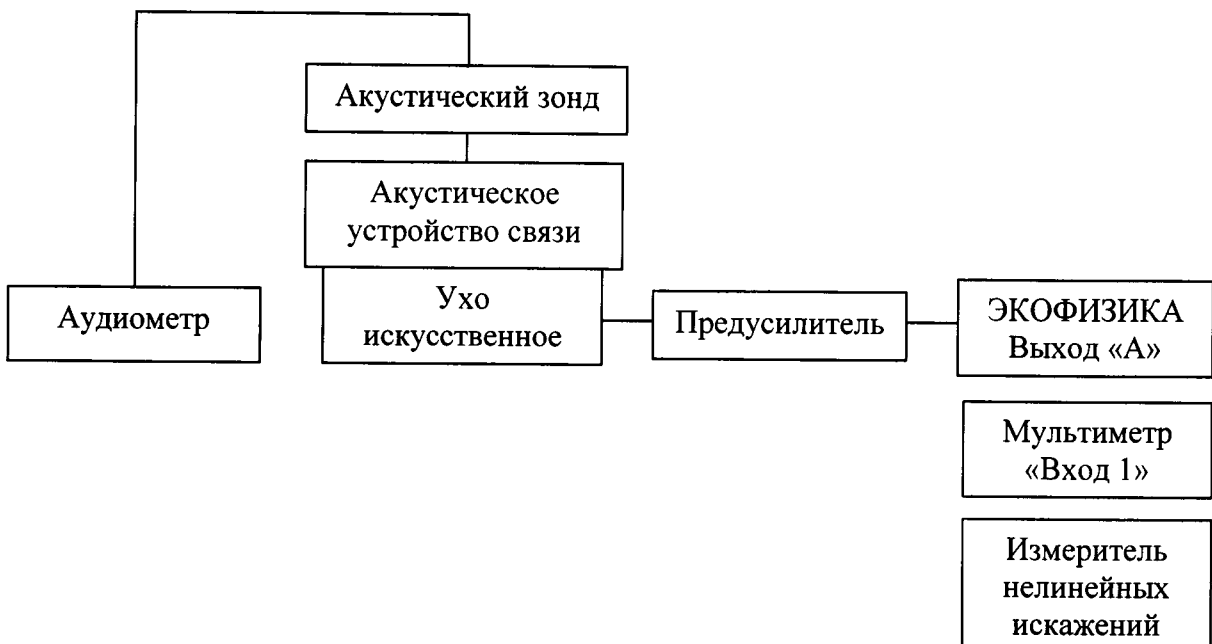 Акустический зонд
Акустическое
устройство связи
Аудиометр
Ухо
искусственное
Предусилитель
ЭКОФИЗИКА
Выход «А»
Мультиметр
«Вход 1»
Измеритель
нелинейных
искажений